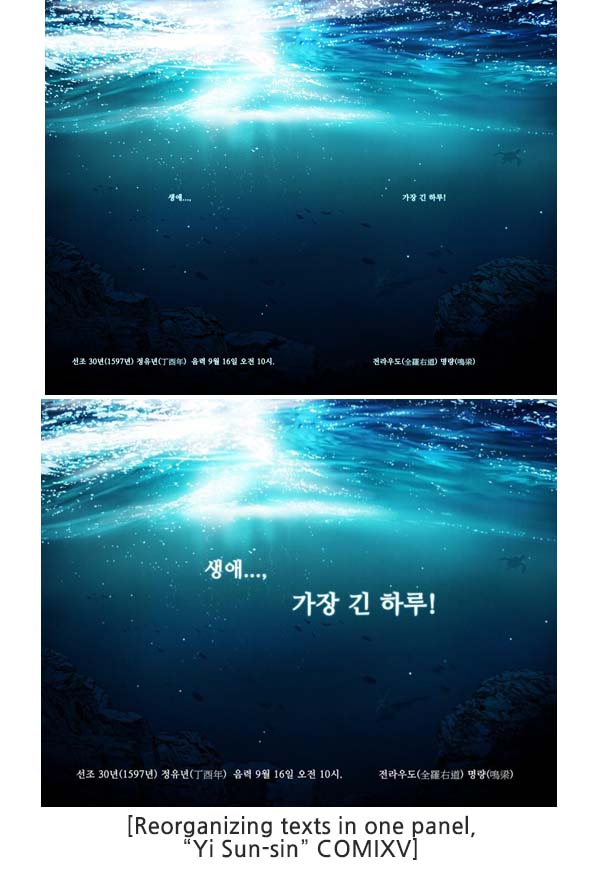 생애...,
가장 긴 하루!
선조 30년(1597년) 정유년(丁酉年) 음력 9월 16일 오전 10시.
전라우도(全羅右道) 명량(鳴梁)
생애...,
가장 긴 하루!
선조 30년(1597년) 정유년(丁酉年) 음력 9월 16일 오전 10시.
전라우도(全羅右道) 명량(鳴梁)
[Reorganizing texts in one panel,
“Yi Sun-sin” COMIXV]